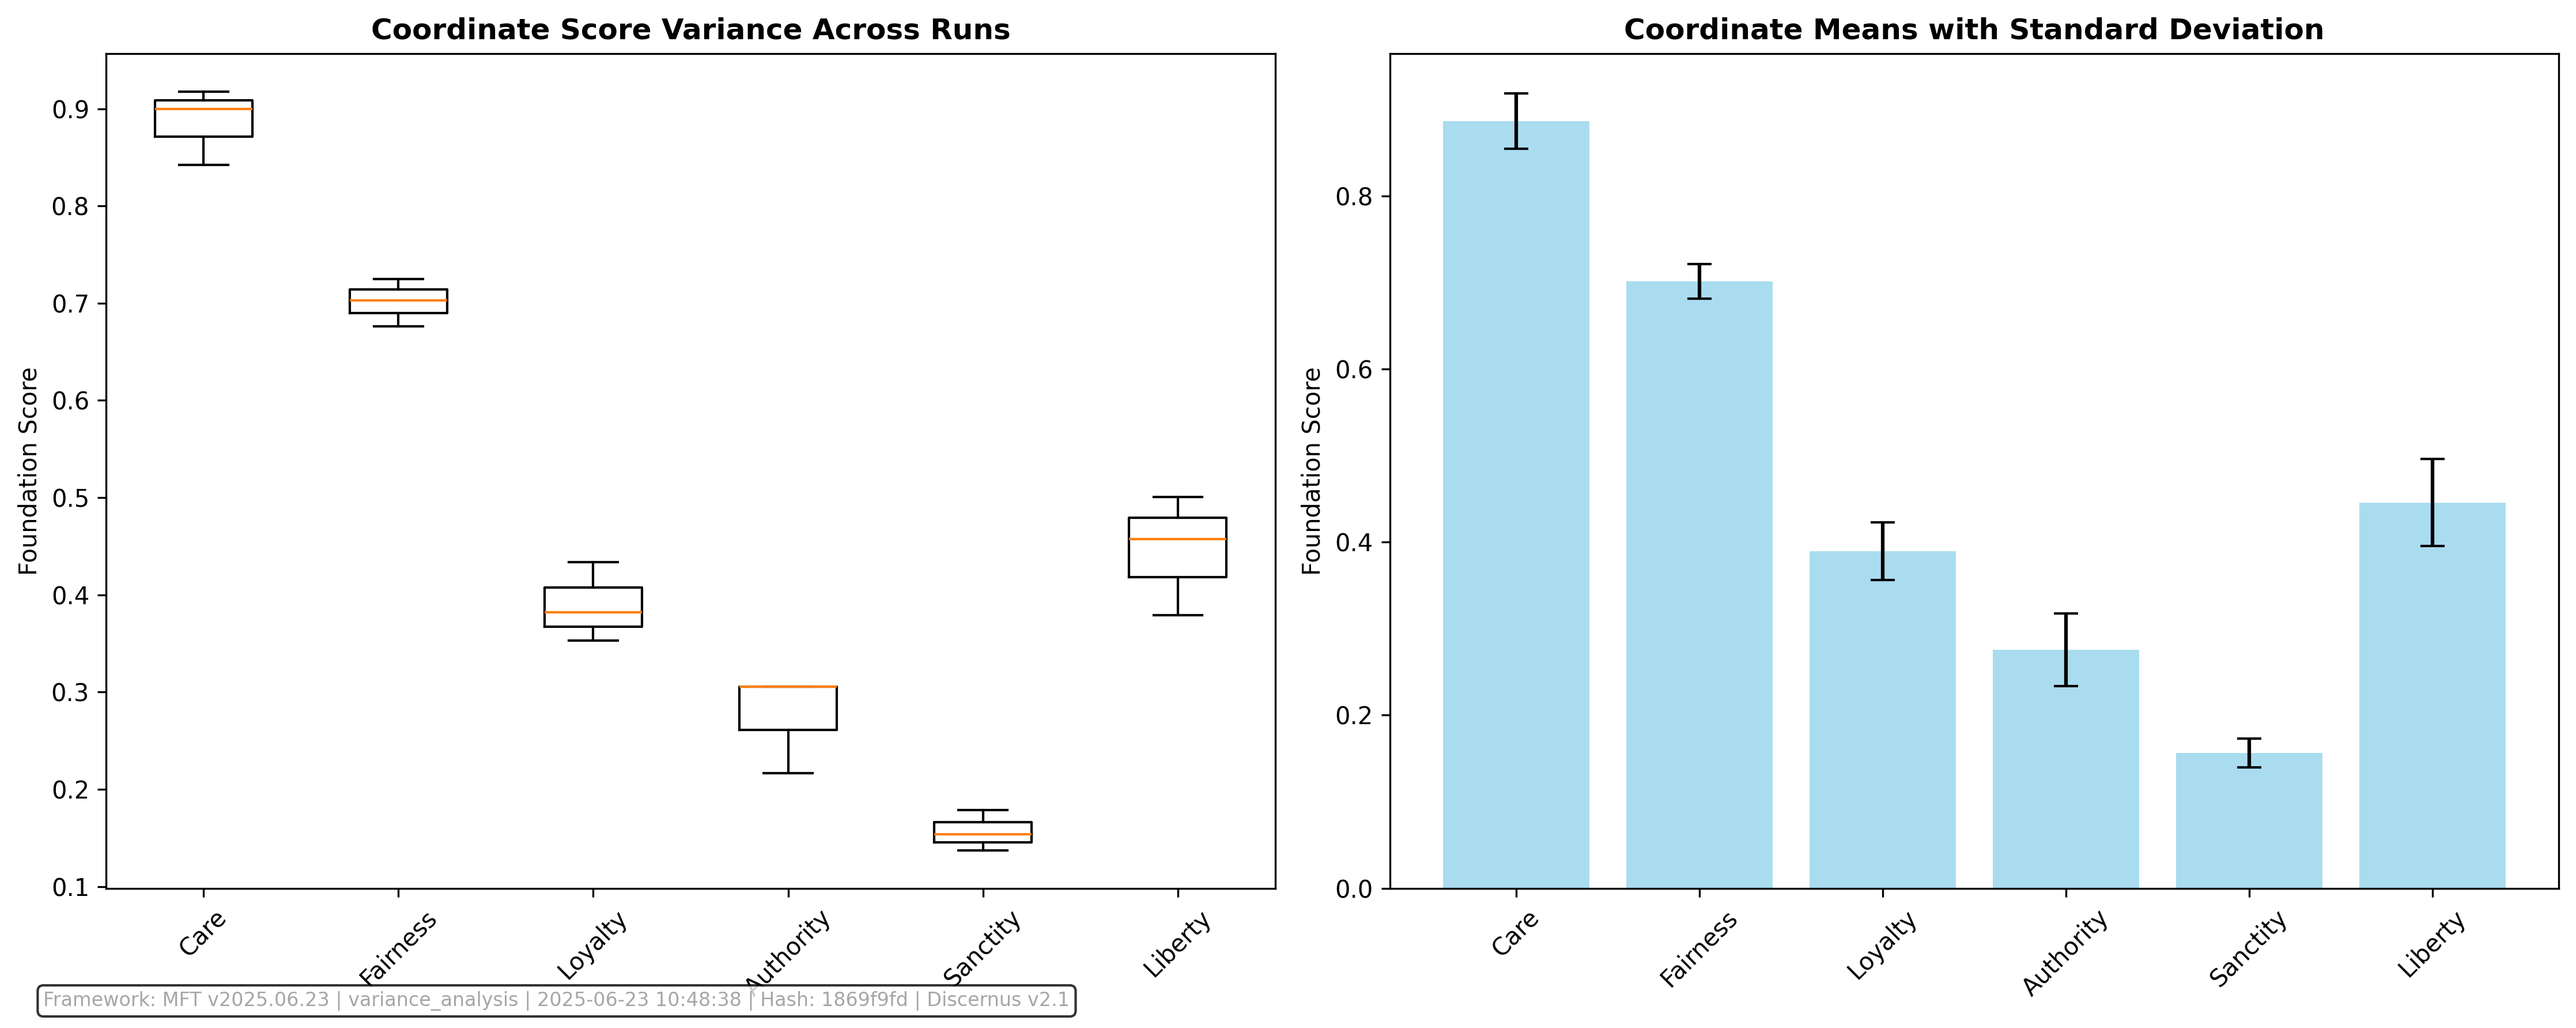 Coordinate Score Variance Across Runs
Foundation Score
0.9
0.8
0.7
0.6
0.5
0.4
0.3
0.2
0.1
Care
Fairness
Loyalty
Authority
Sanctity
Liberty
Coordinate Means with Standard Deviation
Foundation Score
0.8
0.6
0.4
0.2
0.0
Care
Fairness
Loyalty
Authority
Sanctity
Liberty
Framework: MFT v2025.06.23 | variance_analysis | 2025-06-23 10:48:38 | Hash: 1869f9fd | Discernus v2.1